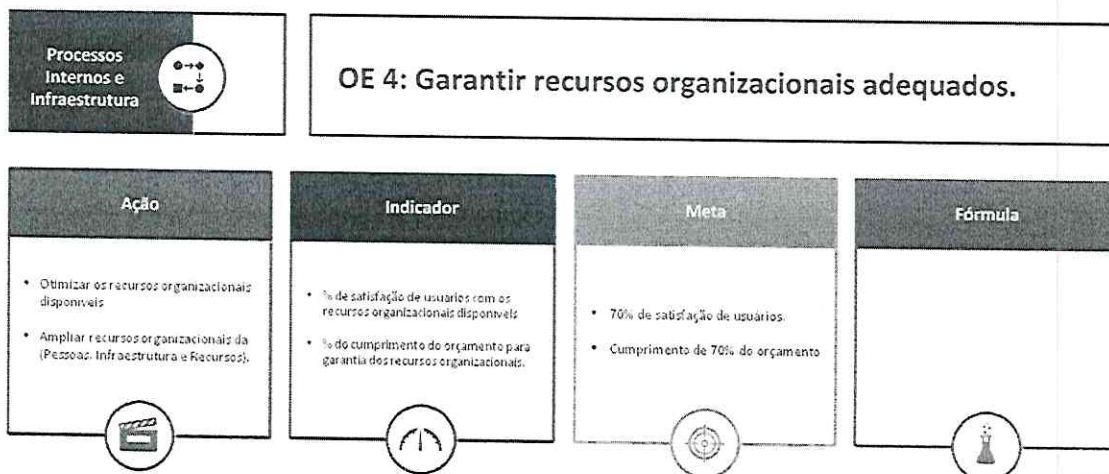 Processos
Internos e
Infraestrutura
OE 4: Garantir recursos organizacionais adequados.
Ação
• Otimizar os recursos organizacionais
disponíveis
• Ampliar recursos organizacionais da
(Pessoas, Infraestrutura e Recursos).
Indicador
• % de satisfação de usuários com os
recursos organizacionais disponíveis
• % do cumprimento do orçamento para
garantia dos recursos organizacionais.
Meta
• 70% de satisfação de usuários.
• Cumprimento de 70% do orçamento
Fórmula